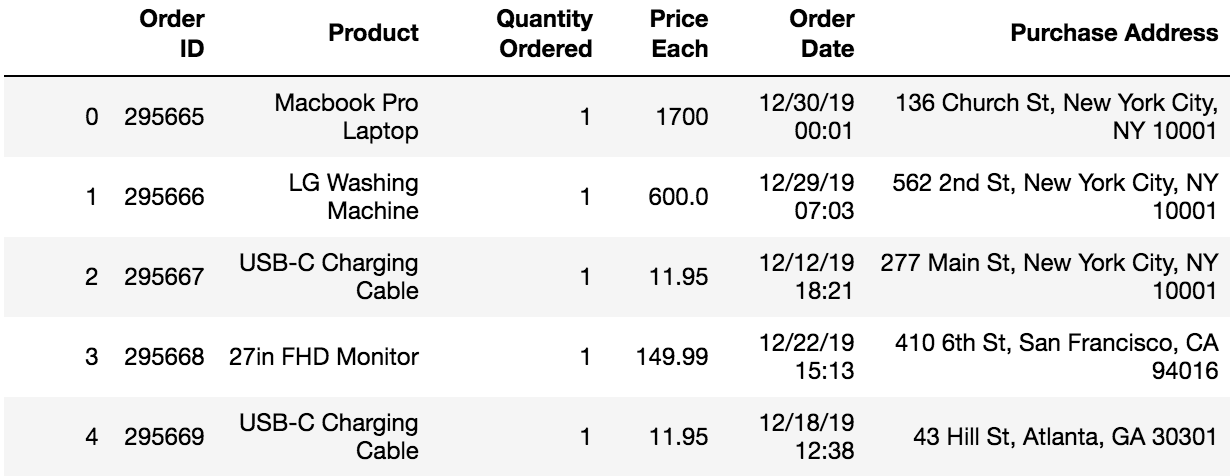 Order ID Product Quantity Ordered Price Each Order Date Purchase Address
0 295665 Macbook Pro Laptop 1 1700 12/30/19 00:01 136 Church St, New York City, NY 10001
1 295666 LG Washing Machine 1 600.0 12/29/19 07:03 562 2nd St, New York City, NY 10001
2 295667 USB-C Charging Cable 1 11.95 12/12/19 18:21 277 Main St, New York City, NY 10001
3 295668 27in FHD Monitor 1 149.99 12/22/19 15:13 410 6th St, San Francisco, CA 94016
4 295669 USB-C Charging Cable 1 11.95 12/18/19 12:38 43 Hill St, Atlanta, GA 30301